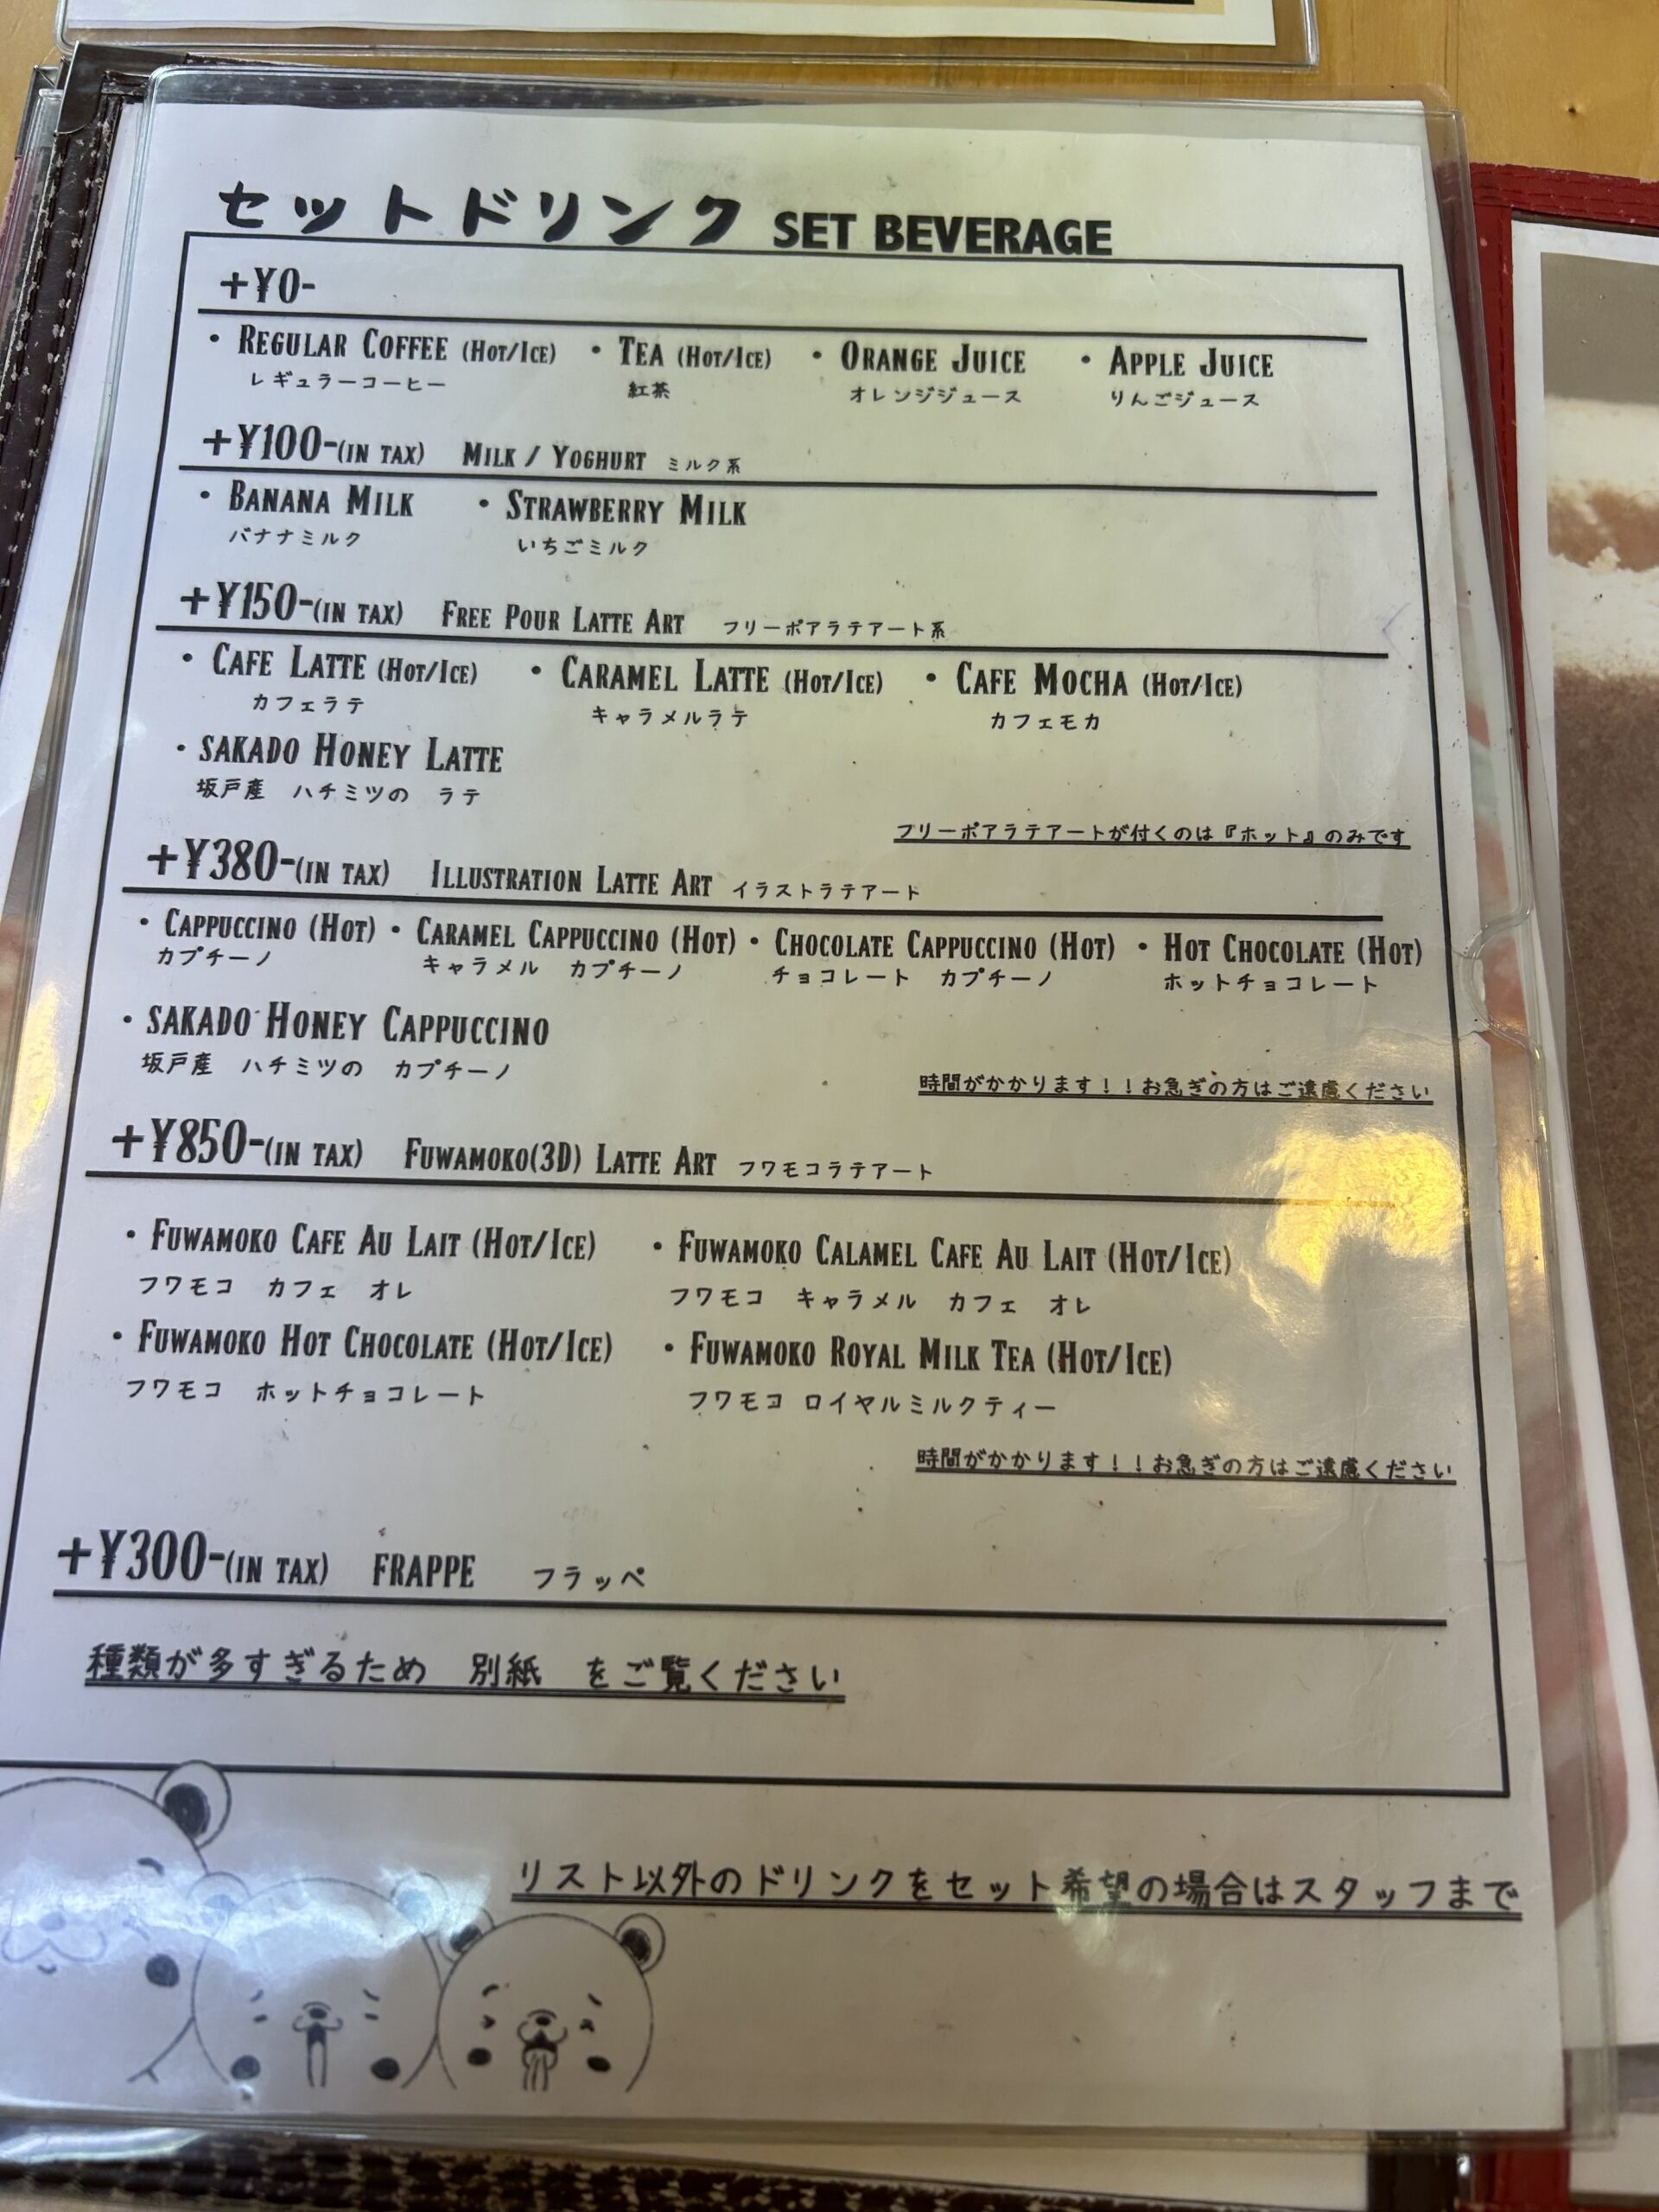 セットドリンク SET BEVERAGE
+¥0-
・REGULAR COFFEE (HOT/ICE) ・TEA (HOT/ICE) ・ORANGE JUICE ・APPLE JUICE
レギュラーコーヒー 紅茶 オレンジジュース りんごジュース
+¥100-(IN TAX) MILK / YOGHURT ミルク系
・BANANA MILK ・STRAWBERRY MILK
バナナミルク いちごミルク
+¥150-(IN TAX) FREE POUR LATTE ART フリーポアラテアート系
・CAFE LATTE (HOT/ICE) ・CARAMEL LATTE (HOT/ICE) ・CAFE MOCHA (HOT/ICE)
カフェラテ キャラメルラテ カフェモカ
・SAKADO HONEY LATTE
坂戸産 ハチミツの ラテ
フリーポアラテアートが付くのは『ホット』のみです
+¥380-(IN TAX) ILLUSTRATION LATTE ART イラストラテアート
・CAPPUCCINO (HOT) ・CARAMEL CAPPUCCINO (HOT) ・CHOCOLATE CAPPUCCINO (HOT) ・HOT CHOCOLATE (HOT)
カプチーノ キャラメル カプチーノ チョコレート カプチーノ ホットチョコレート
・SAKADO HONEY CAPPUCCINO
坂戸産 ハチミツの カプチーノ
時間がかかります!!お急ぎの方はご遠慮ください
+¥850-(IN TAX) FUWAMOKO(3D) LATTE ART フワモコラテアート
・FUWAMOKO CAFE AU LAIT (HOT/ICE) ・FUWAMOKO CALAMEL CAFE AU LAIT (HOT/ICE)
フワモコ カフェ オレ フワモコ キャラメル カフェ オレ
・FUWAMOKO HOT CHOCOLATE (HOT/ICE) ・FUWAMOKO ROYAL MILK TEA (HOT/ICE)
フワモコ ホットチョコレート フワモコ ロイヤルミルクティー
時間がかかります!!お急ぎの方はご遠慮ください
+¥300-(IN TAX) FRAPPE フラッペ
種類が多すぎるため 別紙 をご覧ください
リスト以外のドリンクをセット希望の場合はスタッフまで